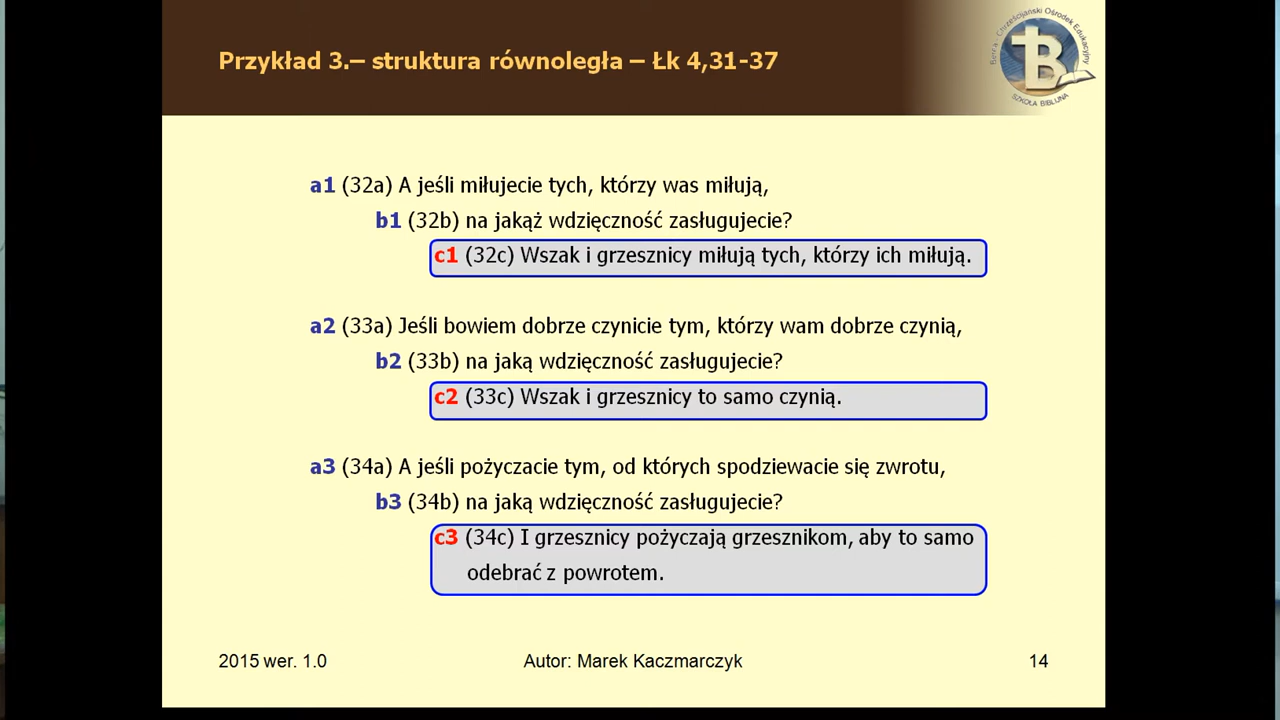 Przykład 3.– struktura równoległa – Łk 4,31-37
Chrześcijański Ośrodek Edukacyjny
SZKOŁA BIBLIJNA
a1 (32a) A jeśli miłujecie tych, którzy was miłują,
b1 (32b) na jakąż wdzięczność zasługujecie?
c1 (32c) Wszak i grzesznicy miłują tych, którzy ich miłują.
a2 (33a) Jeśli bowiem dobrze czynicie tym, którzy wam dobrze czynią,
b2 (33b) na jaką wdzięczność zasługujecie?
c2 (33c) Wszak i grzesznicy to samo czynią.
a3 (34a) A jeśli pożyczacie tym, od których spodziewacie się zwrotu,
b3 (34b) na jaką wdzięczność zasługujecie?
c3 (34c) I grzesznicy pożyczają grzesznikom, aby to samo
odebrać z powrotem.
2015 wer. 1.0
Autor: Marek Kaczmarczyk
14